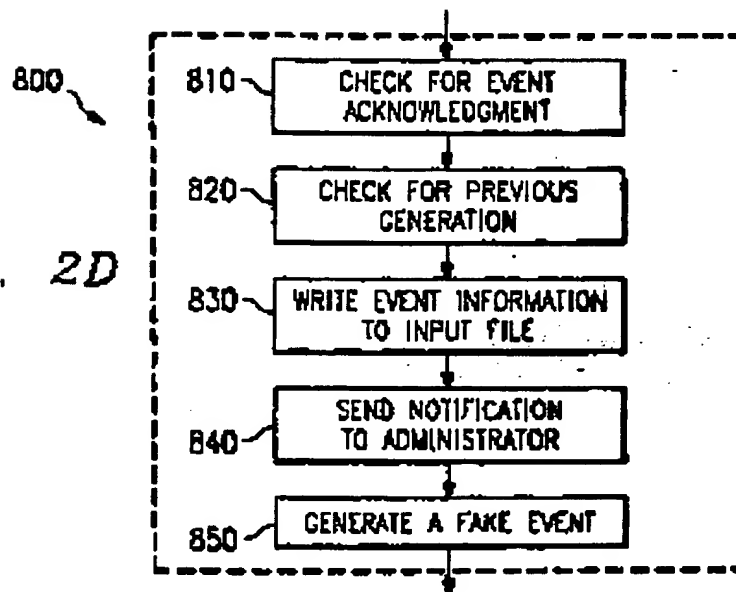 800
810
CHECK FOR EVENT
ACKNOWLEDGMENT
820
CHECK FOR PREVIOUS
GENERATION
2D
830
WRITE EVENT INFORMATION
TO INPUT FILE
840
SEND NOTIFICATION
TO ADMINISTRATOR
850
GENERATE A FAKE EVENT